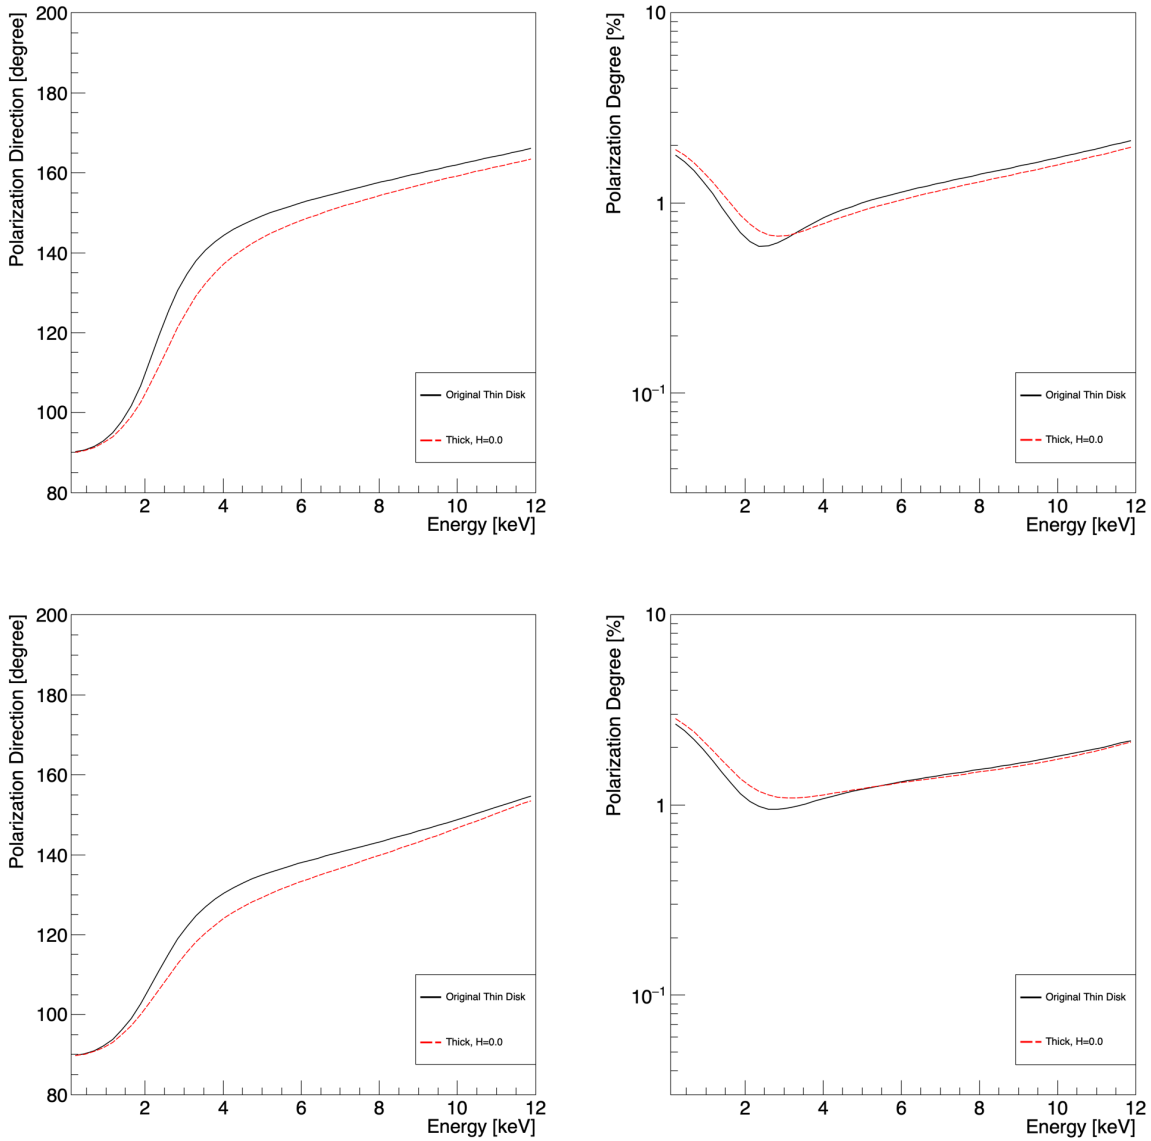 Polarization Direction [degree]
200
180
160
140
120
100
80
2 4 6 8 10 12
Energy [keV]
Original Thin Disk
Thick, H=0.0
Polarization Degree [%]
10
1
10⁻¹
2 4 6 8 10 12
Energy [keV]
Original Thin Disk
Thick, H=0.0
Polarization Direction [degree]
200
180
160
140
120
100
80
2 4 6 8 10 12
Energy [keV]
Original Thin Disk
Thick, H=0.0
Polarization Degree [%]
10
1
10⁻¹
2 4 6 8 10 12
Energy [keV]
Original Thin Disk
Thick, H=0.0